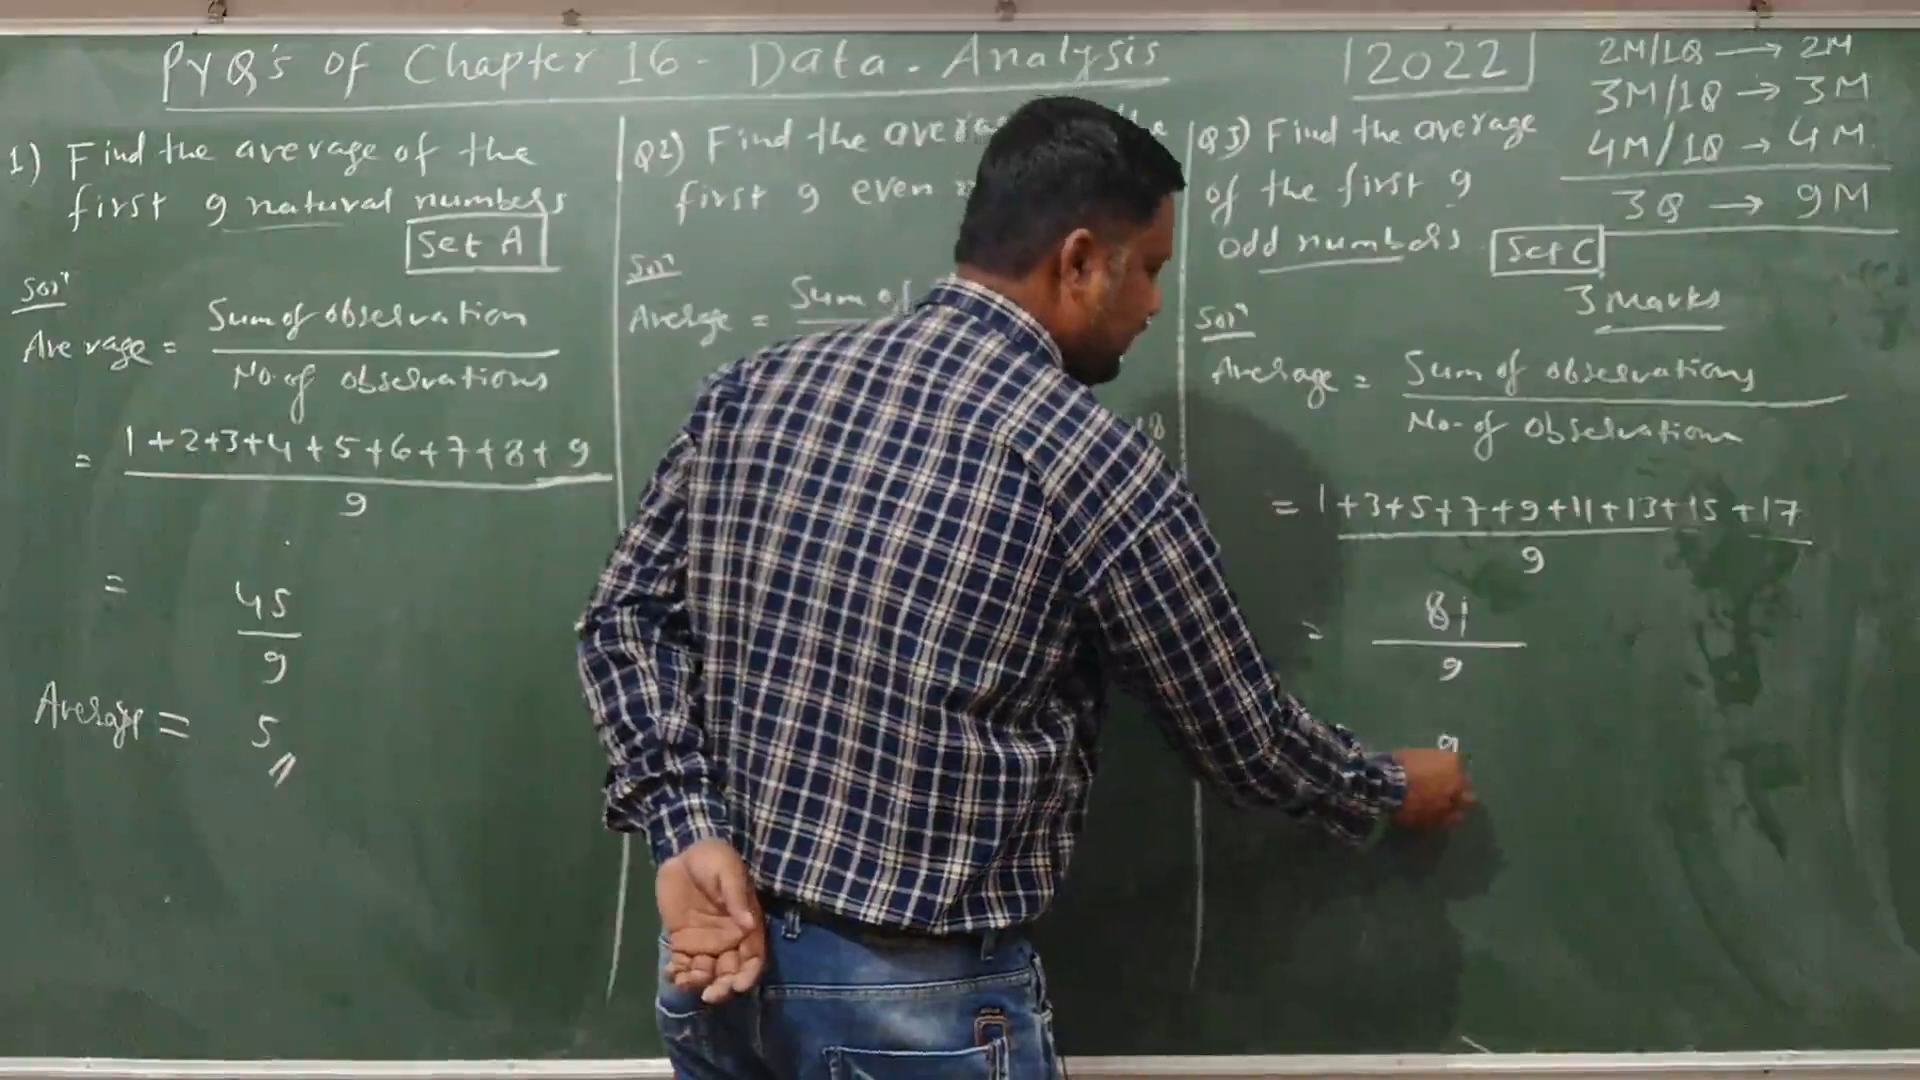 PYQ's of Chapter 16 - Data. Analysis
2022
2M/1Q → 2M
3M/1Q → 3M
4M/1Q → 4M
3Q → 9M
1) Find the average of the
first 9 natural numbers
Set A
Sol^n
Average = Sum of observation
No. of observations
= 1+2+3+4+5+6+7+8+9
9
= 45
9
Average = 5
Q2) Find the
first 9 even
Sol^n
Average = Sum of
18
Q3) Find the average
of the first 9
odd numbers
Set C
3 Marks
Sol^n
Average = Sum of observations
No. of Observations
= 1+3+5+7+9+11+13+15+17
9
= 81
9
9